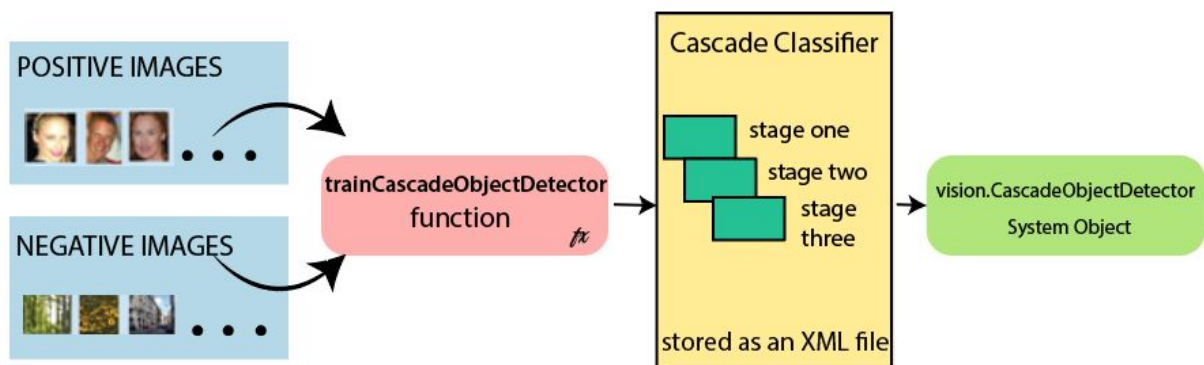 POSITIVE IMAGES
NEGATIVE IMAGES
trainCascadeObjectDetector
function
fx
Cascade Classifier
stage one
stage two
stage
three
stored as an XML file
vision.CascadeObjectDetector
System Object